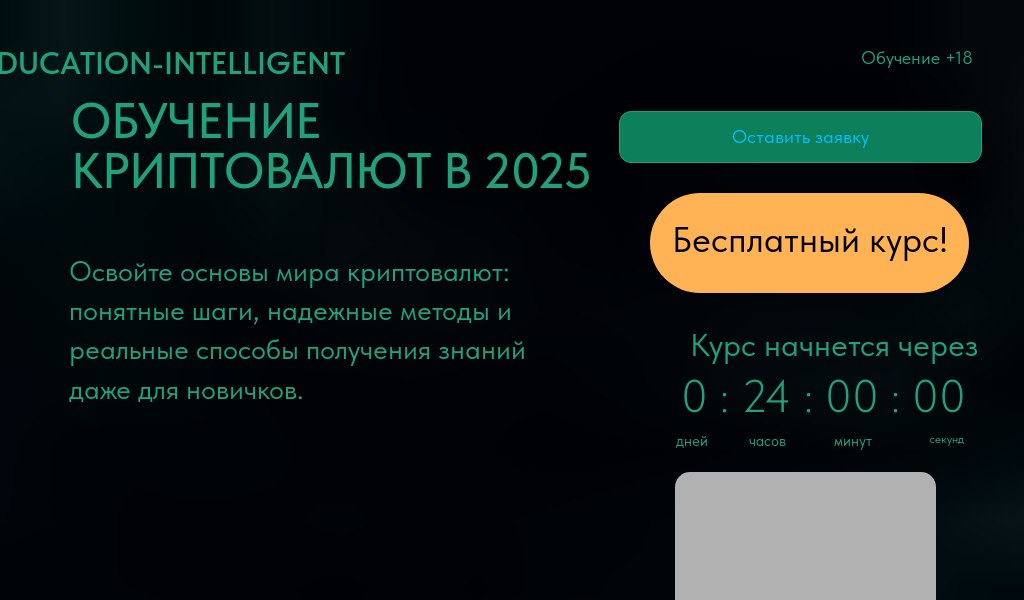 DUCATION-INTELLIGENT
Обучение +18
ОБУЧЕНИЕ
КРИПТОВАЛЮТ В 2025
Оставить заявку
Бесплатный курс!
Освойте основы мира криптовалют:
понятные шаги, надежные методы и
реальные способы получения знаний
даже для новичков.
Курс начнется через
0 : 24 : 00 : 00
дней часов минут секунд